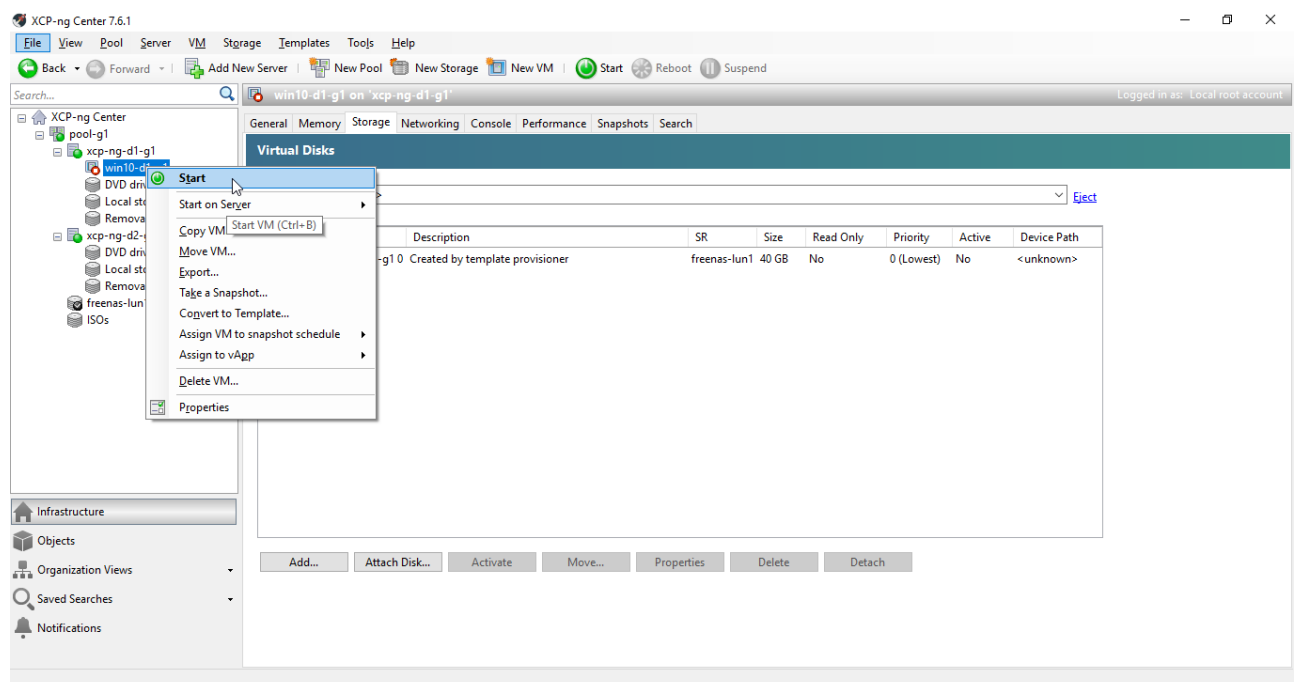 XCP-ng Center 7.6.1
File View Pool Server VM Storage Templates Tools Help
Back Forward Add New Server New Pool New Storage New VM Start Reboot Suspend
Search...
win10-d1-g1 on 'xcp-ng-d1-g1'
Logged in as: Local root account
XCP-ng Center
pool-g1
xcp-ng-d1-g1
win10-d1-g1
DVD driv
Local sto
Remova
xcp-ng-d2-g
DVD driv
Local sto
Remova
freenas-lun1
ISOs
General Memory Storage Networking Console Performance Snapshots Search
Virtual Disks
Eject
Description SR Size Read Only Priority Active Device Path
-g1 0 Created by template provisioner freenas-lun1 40 GB No 0 (Lowest) No <unknown>
Start
Start on Server
Copy VM
Start VM (Ctrl+B)
Move VM...
Export...
Take a Snapshot...
Convert to Template...
Assign VM to snapshot schedule
Assign to vApp
Delete VM...
Properties
Infrastructure
Objects
Organization Views
Saved Searches
Notifications
Add... Attach Disk... Activate Move... Properties Delete Detach